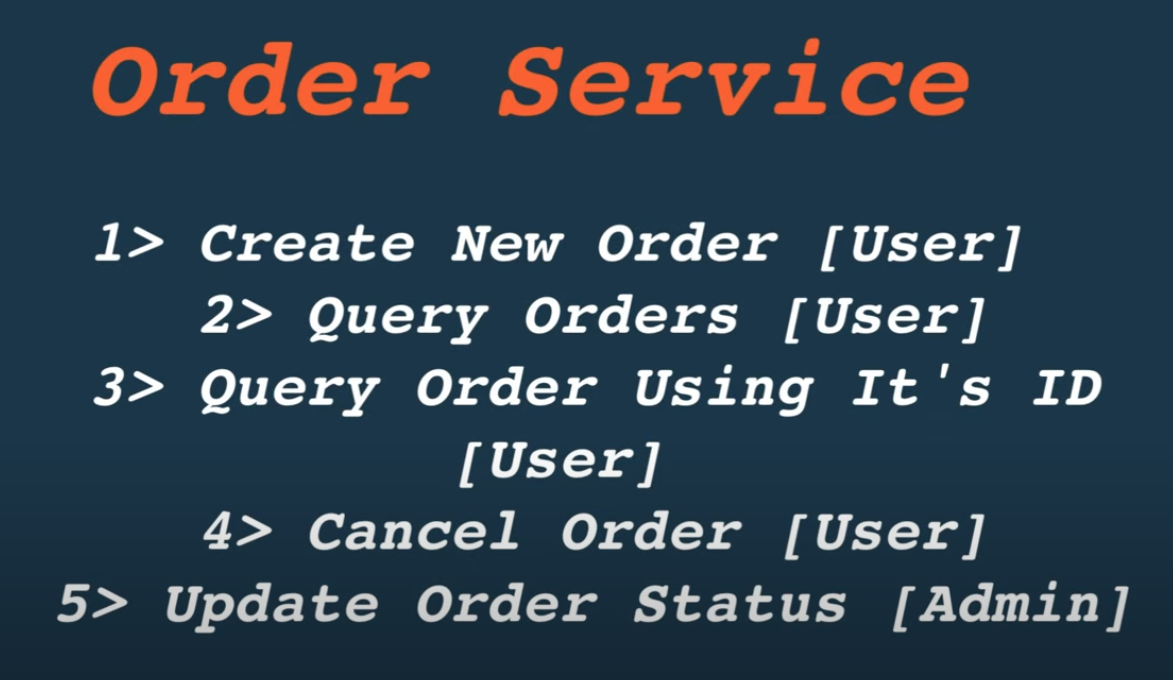 Order Service
1> Create New Order [User]
2> Query Orders [User]
3> Query Order Using It's ID
[User]
4> Cancel Order [User]
5> Update Order Status [Admin]